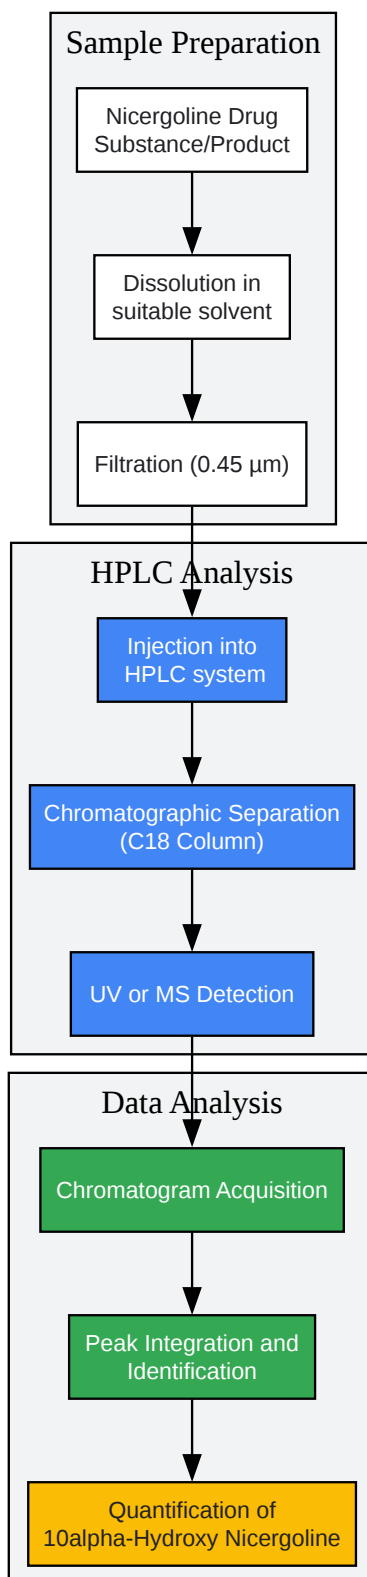 Sample Preparation
Nicergoline Drug
Substance/Product
Dissolution in
suitable solvent
Filtration (0.45 µm)
HPLC Analysis
Injection into
HPLC system
Chromatographic Separation
(C18 Column)
UV or MS Detection
Data Analysis
Chromatogram Acquisition
Peak Integration and
Identification
Quantification of
10alpha-Hydroxy Nicergoline